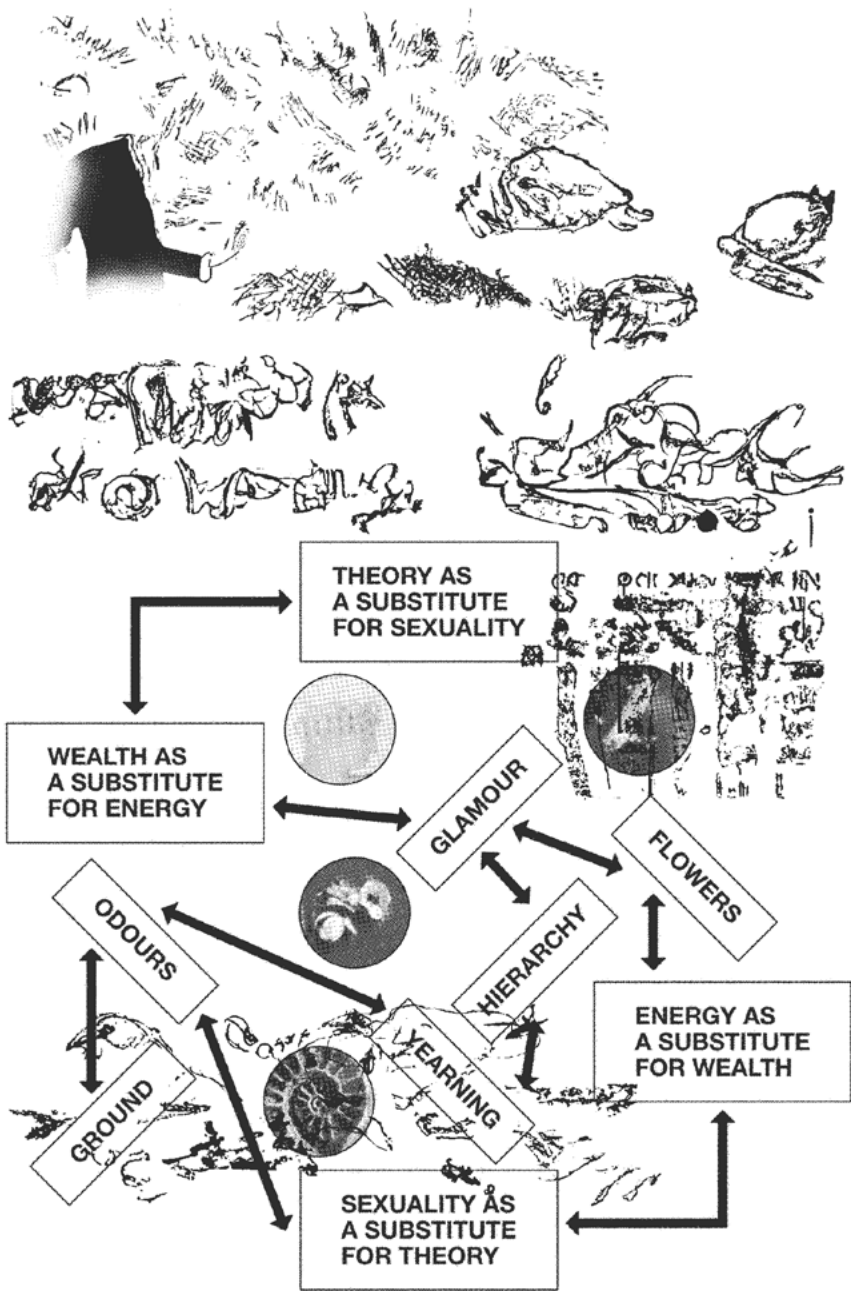 THEORY AS
A SUBSTITUTE
FOR SEXUALITY
WEALTH AS
A SUBSTITUTE
FOR ENERGY
GLAMOUR
FLOWERS
ODOURS
HIERARCHY
ENERGY AS
A SUBSTITUTE
FOR WEALTH
YEARNING
GROUND
SEXUALITY AS
A SUBSTITUTE
FOR THEORY